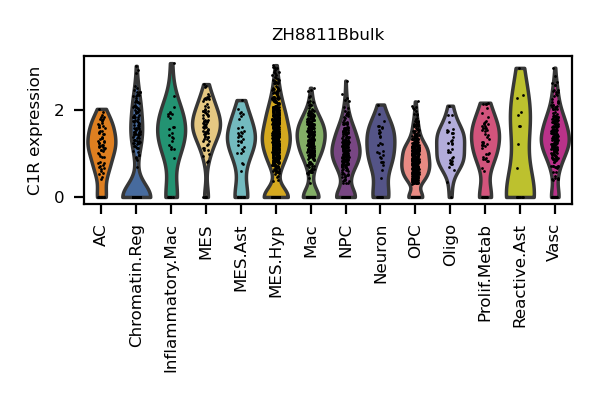 ZH8811Bbulk
C1R expression
2
0
AC
Chromatin.Reg
Inflammatory.Mac
MES
MES.Ast
MES.Hyp
Mac
NPC
Neuron
OPC
Oligo
Prolif.Metab
Reactive.Ast
Vasc